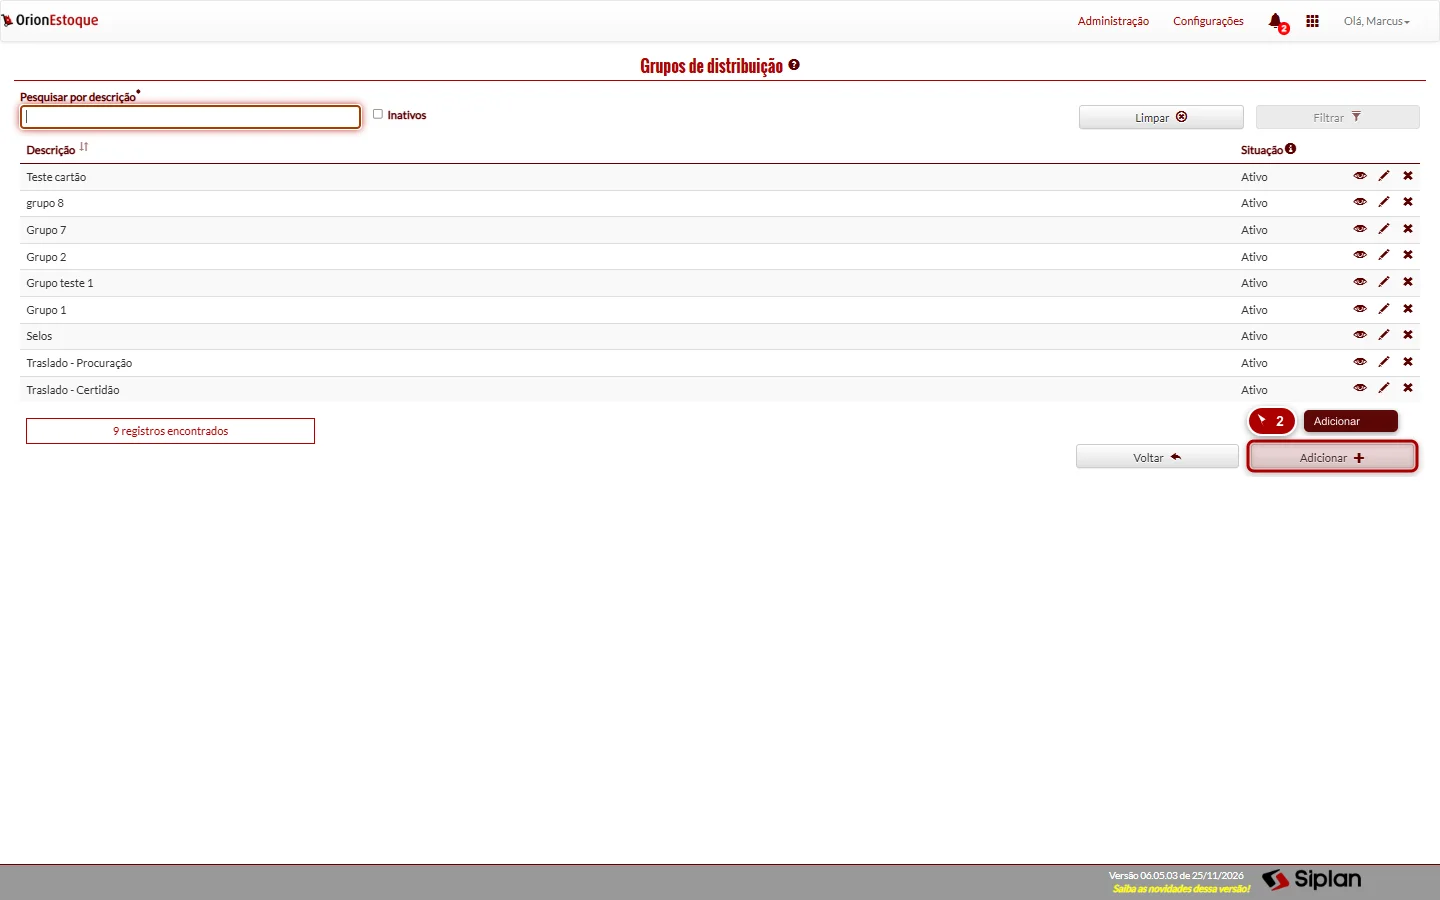 OrionEstoque
Administração Configurações 2 Olá, Marcus
Grupos de distribuição ?
Pesquisar por descrição*
Inativos
Limpar Filtrar
Descrição Situação
Teste cartão Ativo
grupo 8 Ativo
Grupo 7 Ativo
Grupo 2 Ativo
Grupo teste 1 Ativo
Grupo 1 Ativo
Selos Ativo
Traslado - Procuração Ativo
Traslado - Certidão Ativo
2 Adicionar
9 registros encontrados
Voltar Adicionar
Versão 06.05.03 de 25/11/2026
Saiba as novidades dessa versão!
Siplan